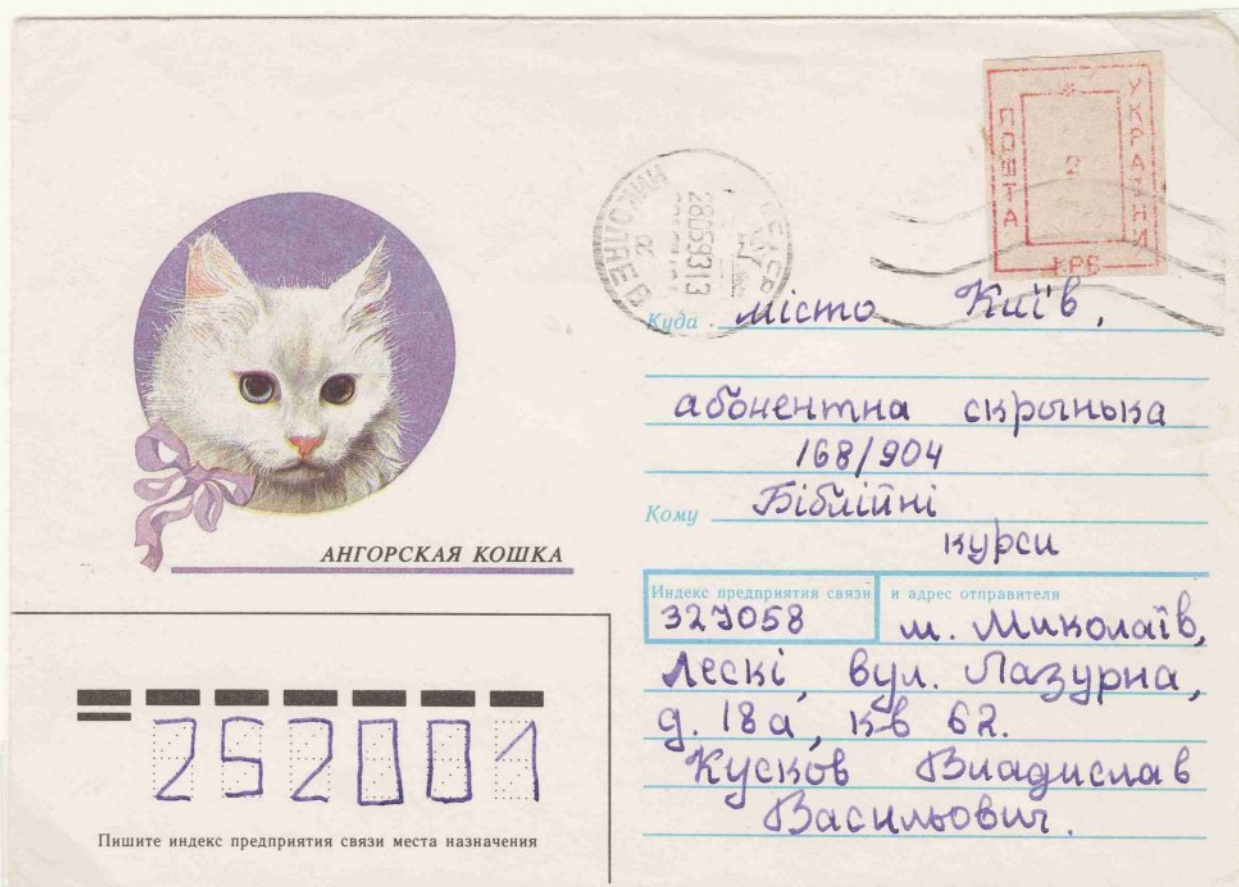 ПОШТА
УКРАЇНИ
2
КРБ
НИКОЛАЕВ
28059313
Куда місто Київ,
абонентна скринька
168/904
Кому Біблійні
курси
АНГОРСКАЯ КОШКА
Индекс предприятия связи и адрес отправителя
327058 м. Миколаїв,
Лескі, вул. Лазурна,
д. 18а, кв 62.
Кусков Владислав
Васильович.
252001
Пишите индекс предприятия связи места назначения